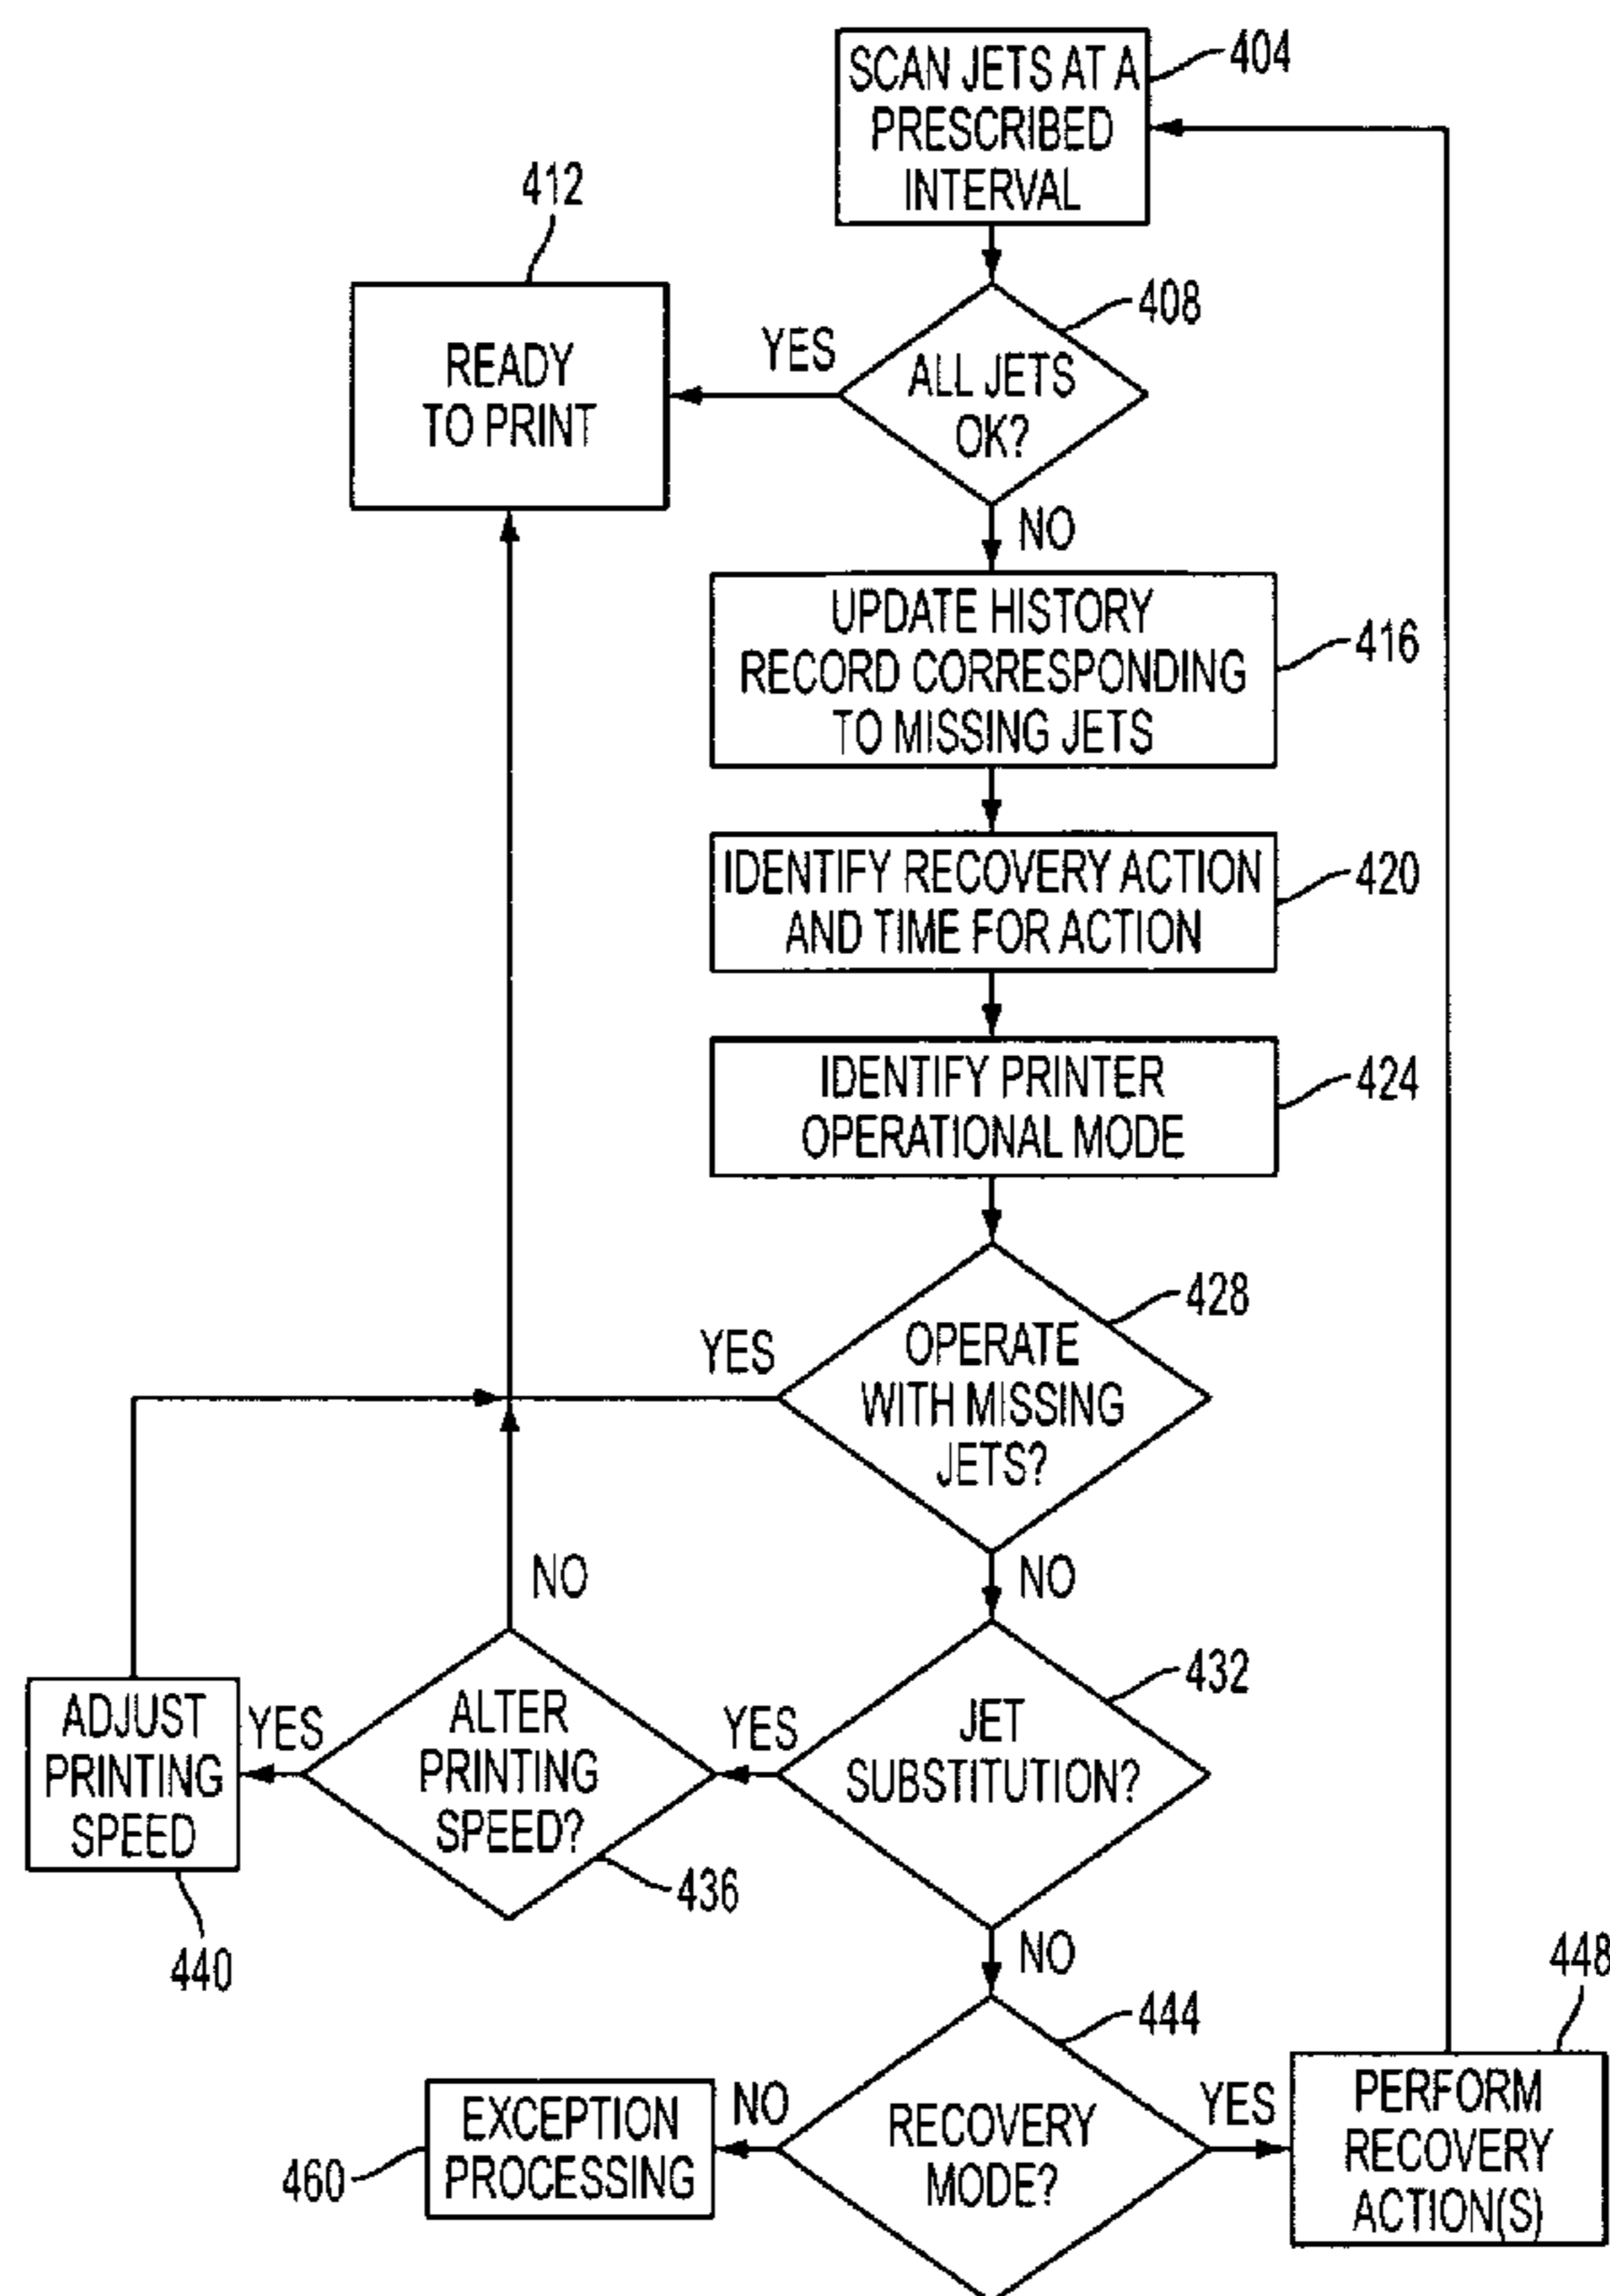 SCAN JETS AT A
PRESCRIBED
INTERVAL
404
412
READY
TO PRINT
YES
ALL JETS
OK?
408
NO
UPDATE HISTORY
RECORD CORRESPONDING
TO MISSING JETS
416
IDENTIFY RECOVERY ACTION
AND TIME FOR ACTION
420
IDENTIFY PRINTER
OPERATIONAL MODE
424
YES
OPERATE
WITH MISSING
JETS?
428
NO
NO
JET
SUBSTITUTION?
432
YES
ALTER
PRINTING
SPEED?
436
YES
ADJUST
PRINTING
SPEED
440
NO
RECOVERY
MODE?
444
YES
PERFORM
RECOVERY
ACTION(S)
448
NO
EXCEPTION
PROCESSING
460